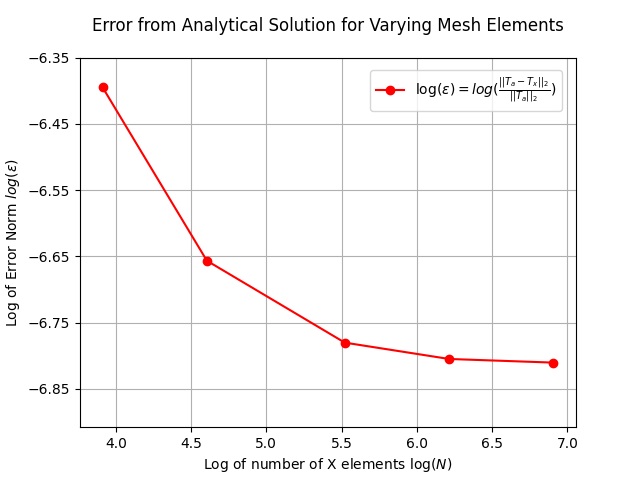 Error from Analytical Solution for Varying Mesh Elements
−6.35
−6.45
−6.55
−6.65
−6.75
−6.85
Log of Error Norm log(ε)
log(ε) = log(||Tₐ − Tₓ||₂ / ||Tₐ||₂)
4.0 4.5 5.0 5.5 6.0 6.5 7.0
Log of number of X elements log(N)